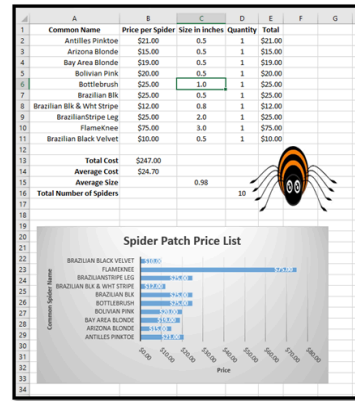 A B C D E F G
1 Common Name Price per Spider Size in inches Quantity Total
2 Antilles Pinktoe $21.00 0.5 1 $21.00
3 Arizona Blonde $15.00 0.5 1 $15.00
4 Bay Area Blonde $19.00 0.5 1 $19.00
5 Bolivian Pink $20.00 0.5 1 $20.00
6 Bottlebrush $25.00 1.0 1 $25.00
7 Brazilian Blk $25.00 0.5 1 $25.00
8 Brazilian Blk & Wht Stripe $12.00 0.8 1 $12.00
9 BrazilianStripe Leg $25.00 2.0 1 $25.00
10 FlameKnee $75.00 3.0 1 $75.00
11 Brazilian Black Velvet $10.00 0.5 1 $10.00
12
13 Total Cost $247.00
14 Average Cost $24.70
15 Average Size 0.98
16 Total Number of Spiders 10
17
18
19
20
21
22
23
24
25
26
27
28
29
30
31
32
33
34
Spider Patch Price List
Common Spider Name
BRAZILIAN BLACK VELVET $10.00
FLAMEKNEE $75.00
BRAZILIANSTRIPE LEG $25.00
BRAZILIAN BLK & WHT STRIPE $12.00
BRAZILIAN BLK $25.00
BOTTLEBRUSH $25.00
BOLIVIAN PINK $20.00
BAY AREA BLONDE $19.00
ARIZONA BLONDE $15.00
ANTILLES PINKTOE $21.00
$0.00 $10.00 $20.00 $30.00 $40.00 $50.00 $60.00 $70.00 $80.00
Price